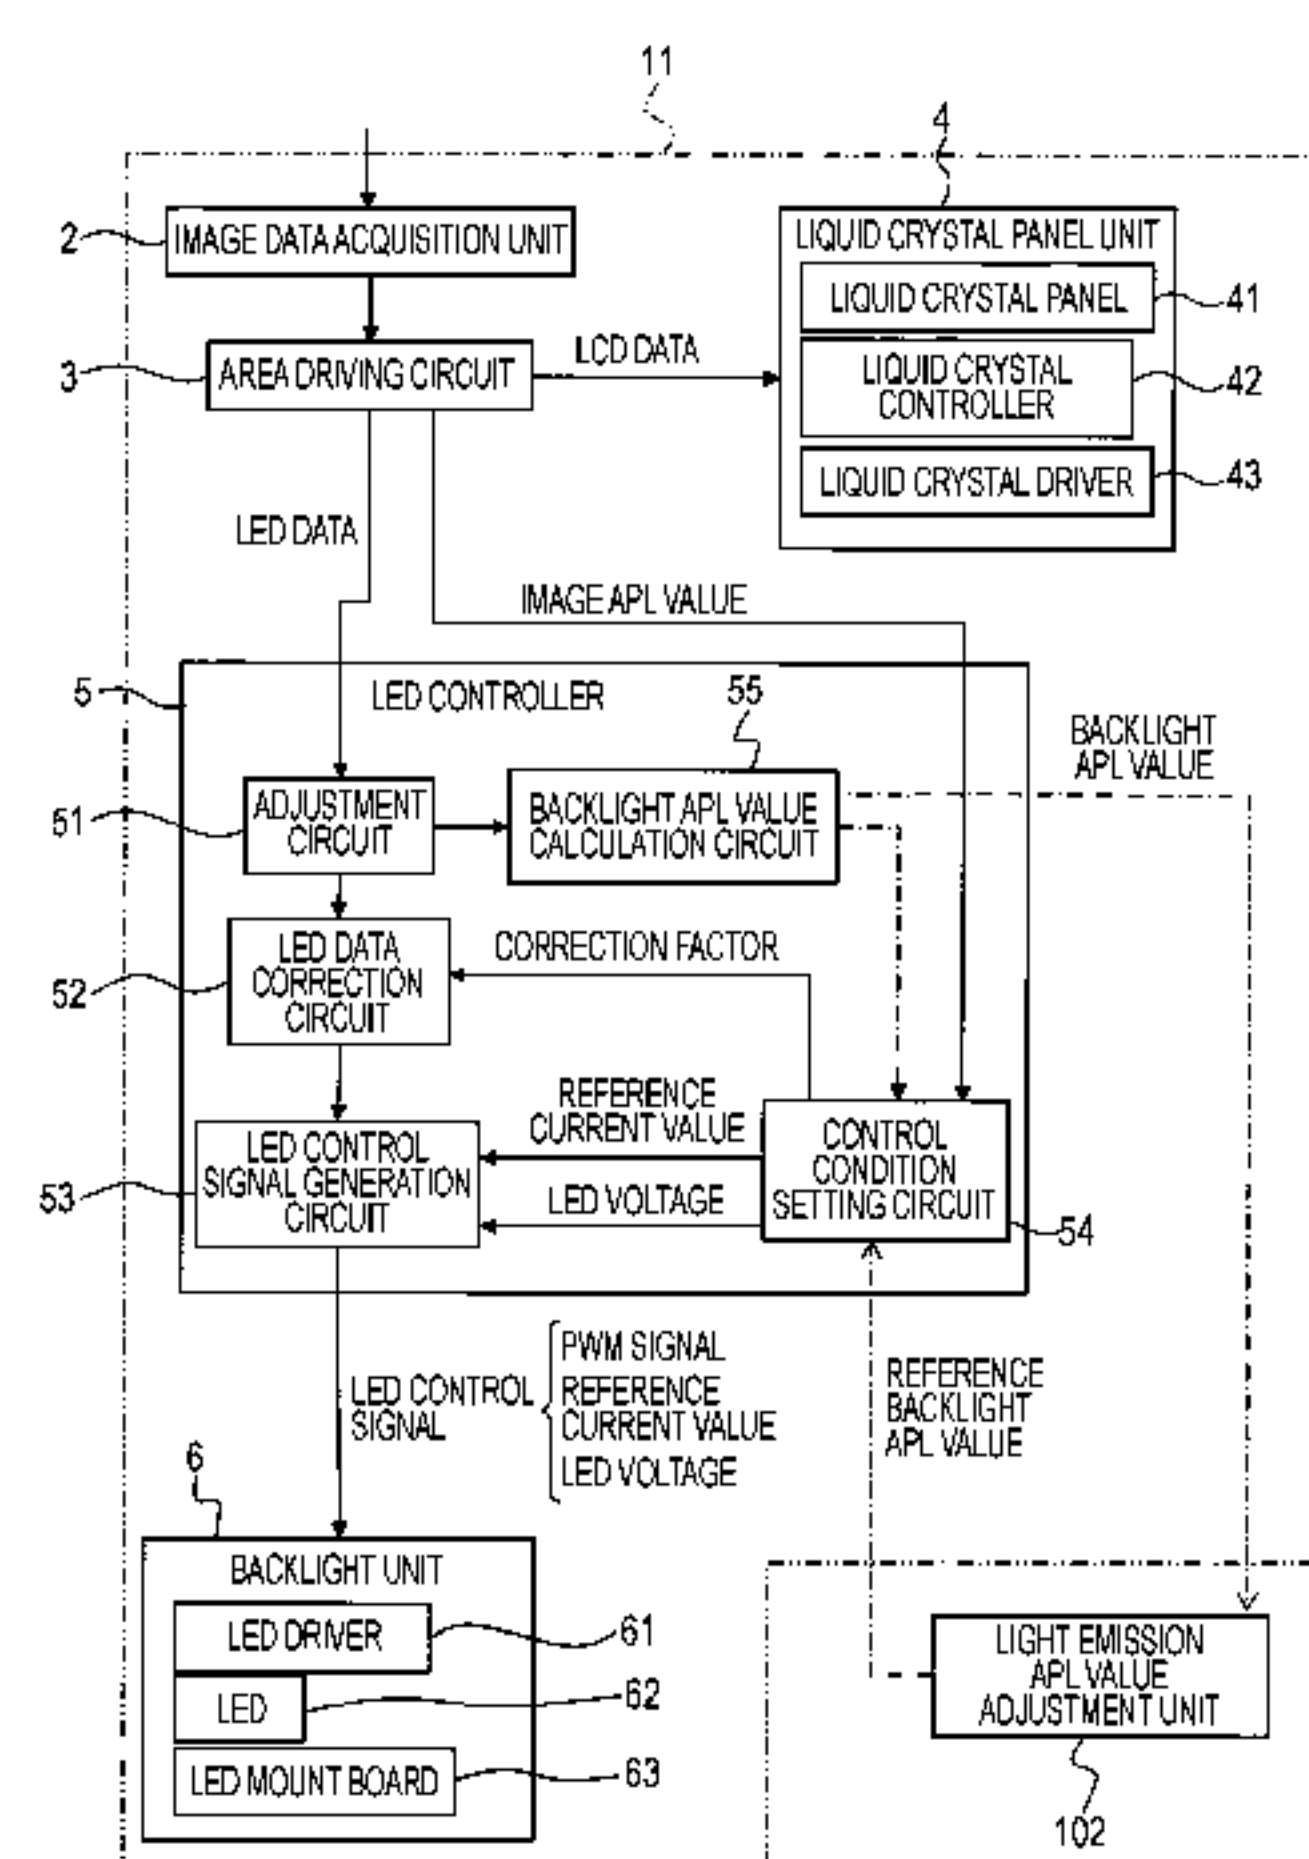 11
4
2
IMAGE DATA ACQUISITION UNIT
LIQUID CRYSTAL PANEL UNIT
LIQUID CRYSTAL PANEL
41
3
AREA DRIVING CIRCUIT
LCD DATA
LIQUID CRYSTAL
CONTROLLER
42
LIQUID CRYSTAL DRIVER
43
LED DATA
IMAGE APL VALUE
5
LED CONTROLLER
55
BACKLIGHT
APL VALUE
51
ADJUSTMENT
CIRCUIT
BACKLIGHT APL VALUE
CALCULATION CIRCUIT
52
LED DATA
CORRECTION
CIRCUIT
CORRECTION FACTOR
REFERENCE
CURRENT VALUE
53
LED CONTROL
SIGNAL GENERATION
CIRCUIT
LED VOLTAGE
CONTROL
CONDITION
SETTING CIRCUIT
54
LED CONTROL
SIGNAL
PWM SIGNAL
REFERENCE
CURRENT VALUE
LED VOLTAGE
REFERENCE
BACKLIGHT
APL VALUE
6
BACKLIGHT UNIT
LED DRIVER
61
LED
62
LED MOUNT BOARD
63
LIGHT EMISSION
APL VALUE
ADJUSTMENT UNIT
102